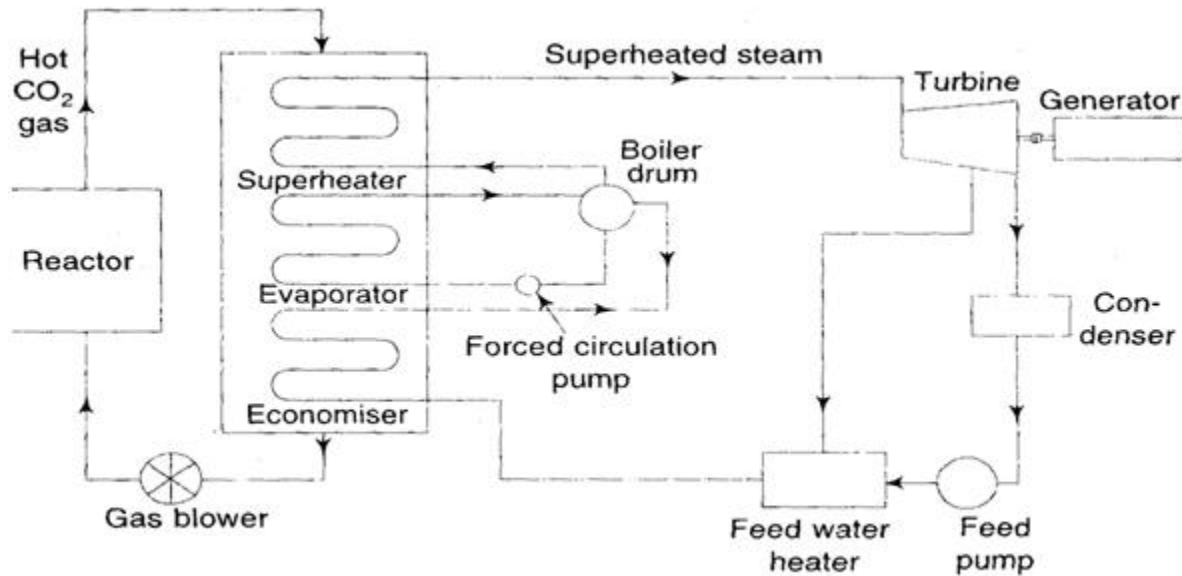 Hot
CO₂
gas
Superheated steam
Turbine
Generator
Boiler
drum
Superheater
Reactor
Evaporator
Con-
denser
Forced circulation
pump
Economiser
Gas blower
Feed water
heater
Feed
pump